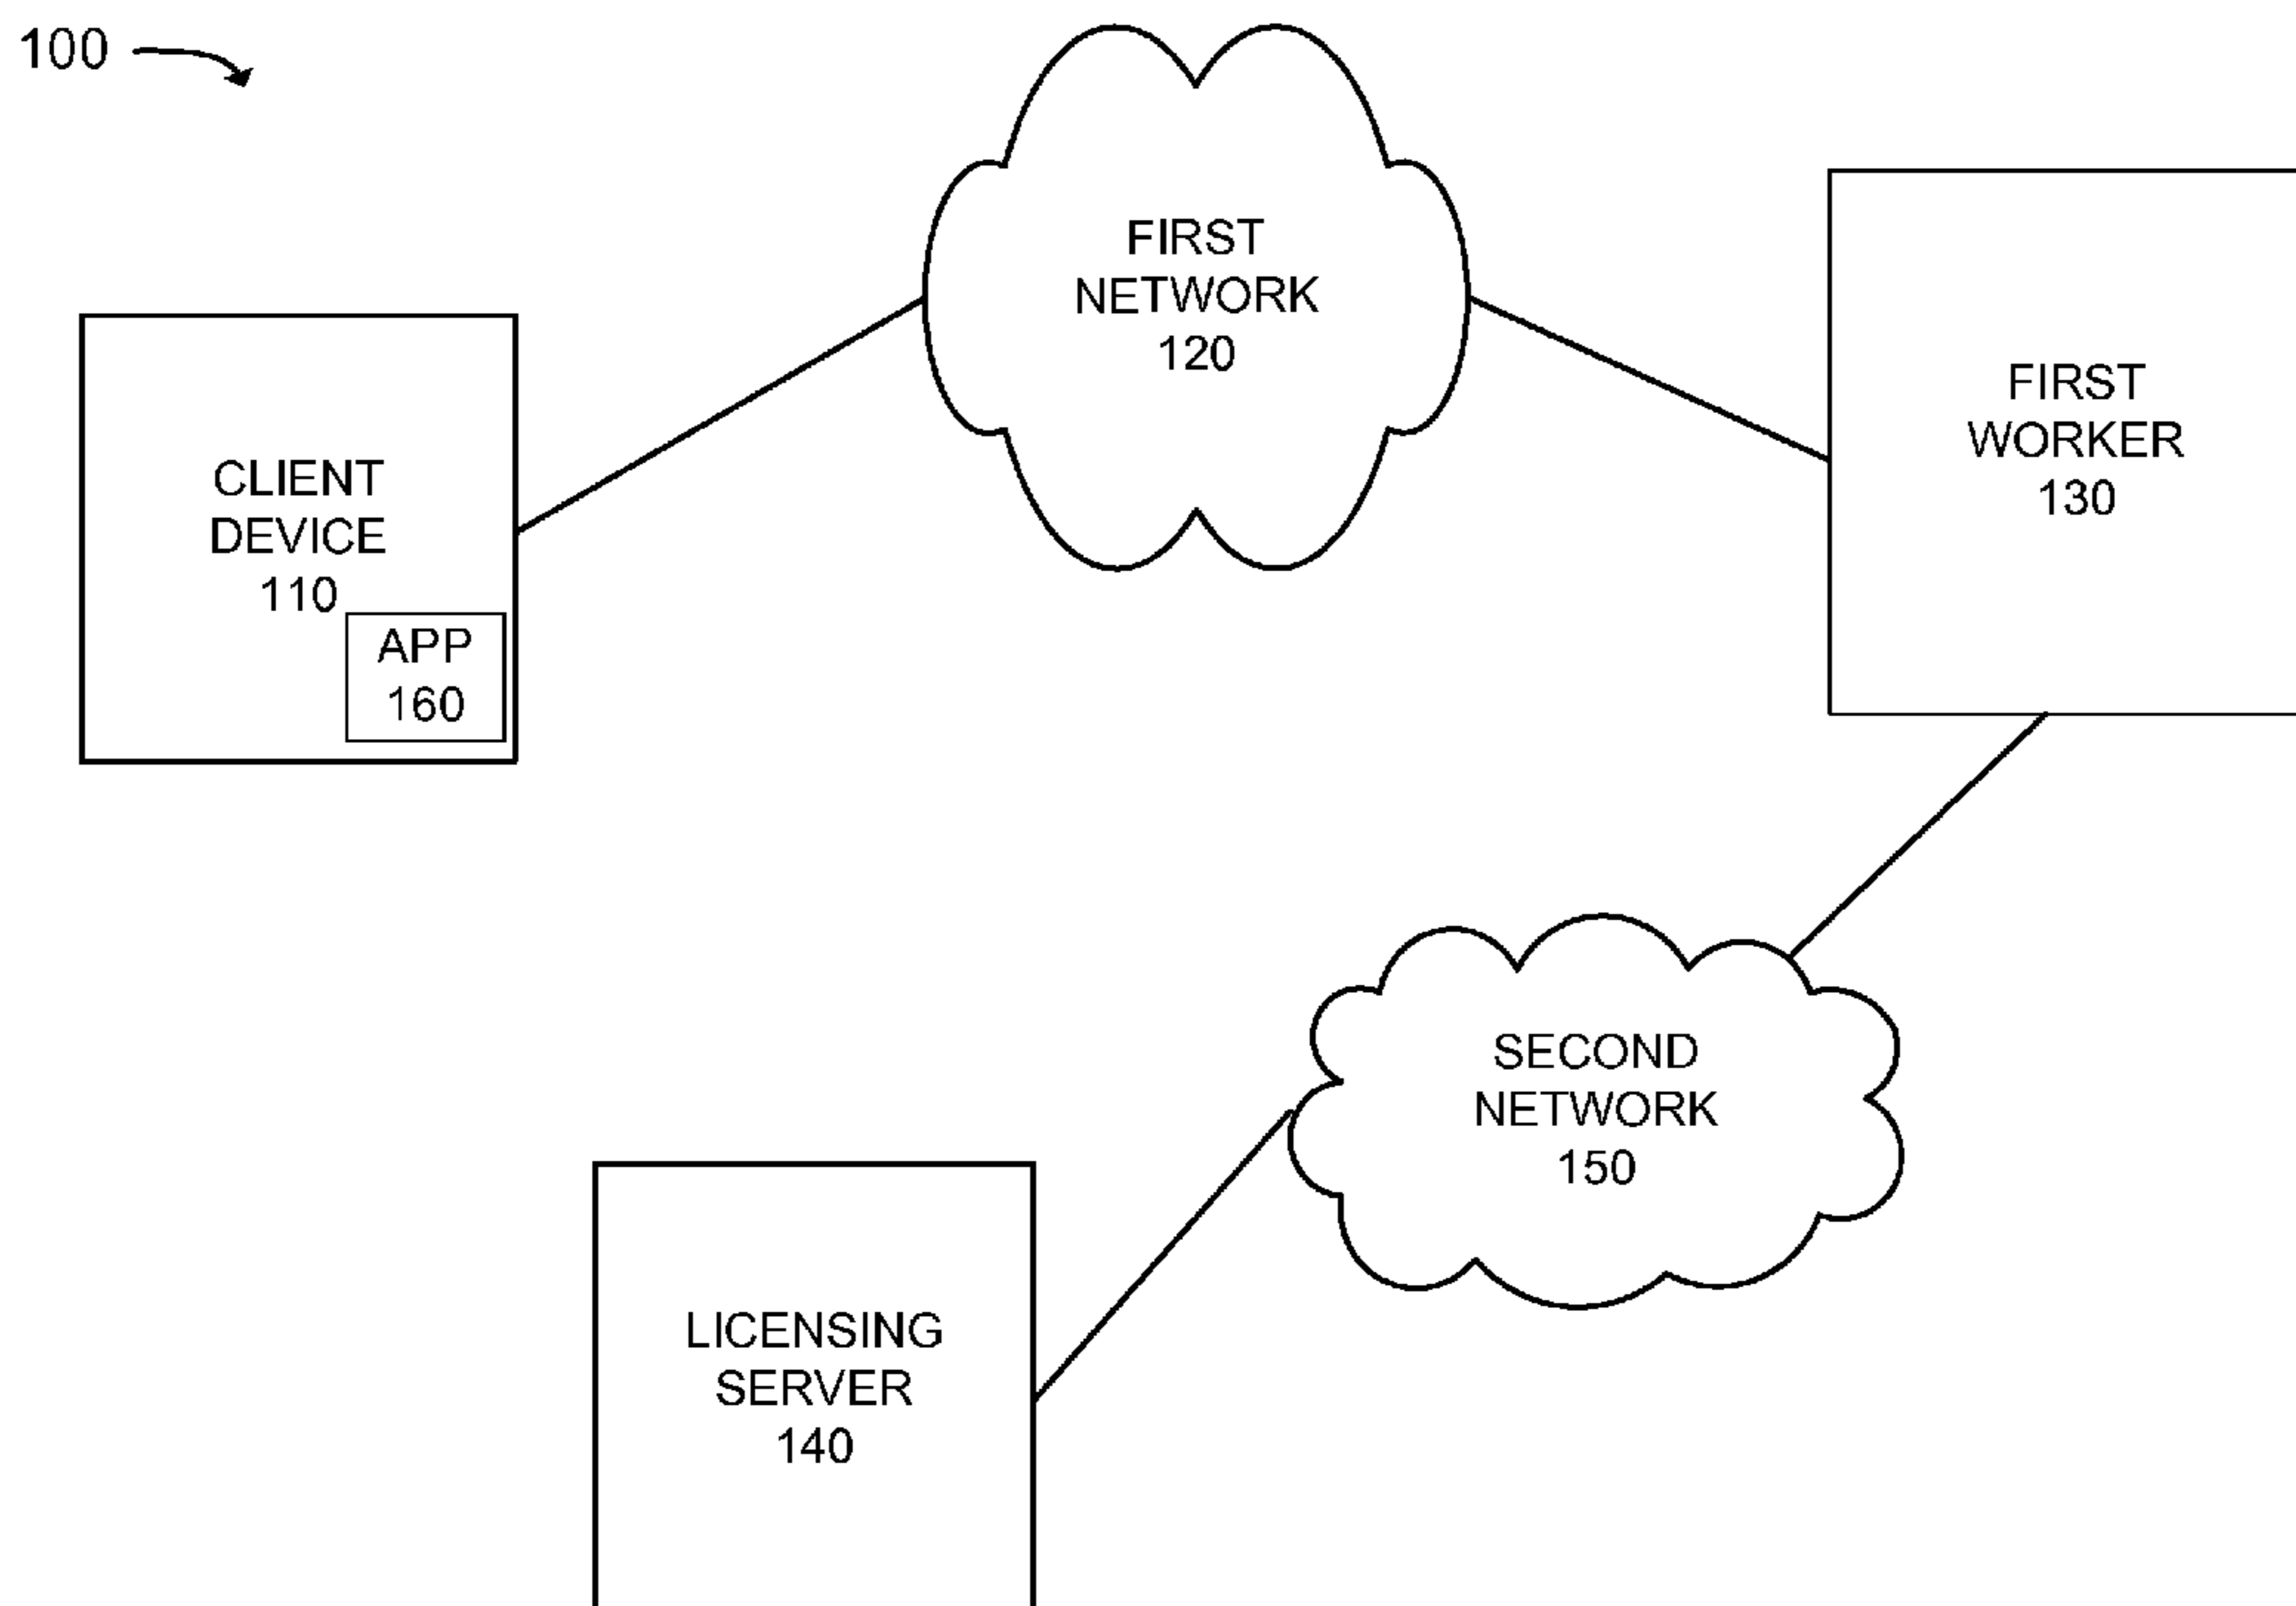 100
FIRST
NETWORK
120
FIRST
WORKER
130
CLIENT
DEVICE
110
APP
160
SECOND
NETWORK
150
LICENSING
SERVER
140